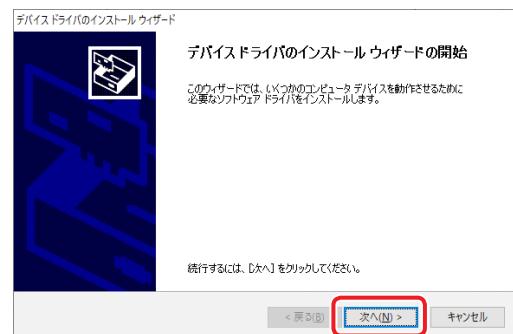 デバイス ドライバのインストール ウィザード
デバイス ドライバのインストール ウィザードの開始
このウィザードでは、いくつかのコンピュータ デバイスを動作させるために
必要なソフトウェア ドライバをインストールします。
続行するには、[次へ] をクリックしてください。
< 戻る(B)
次へ(N) >
キャンセル